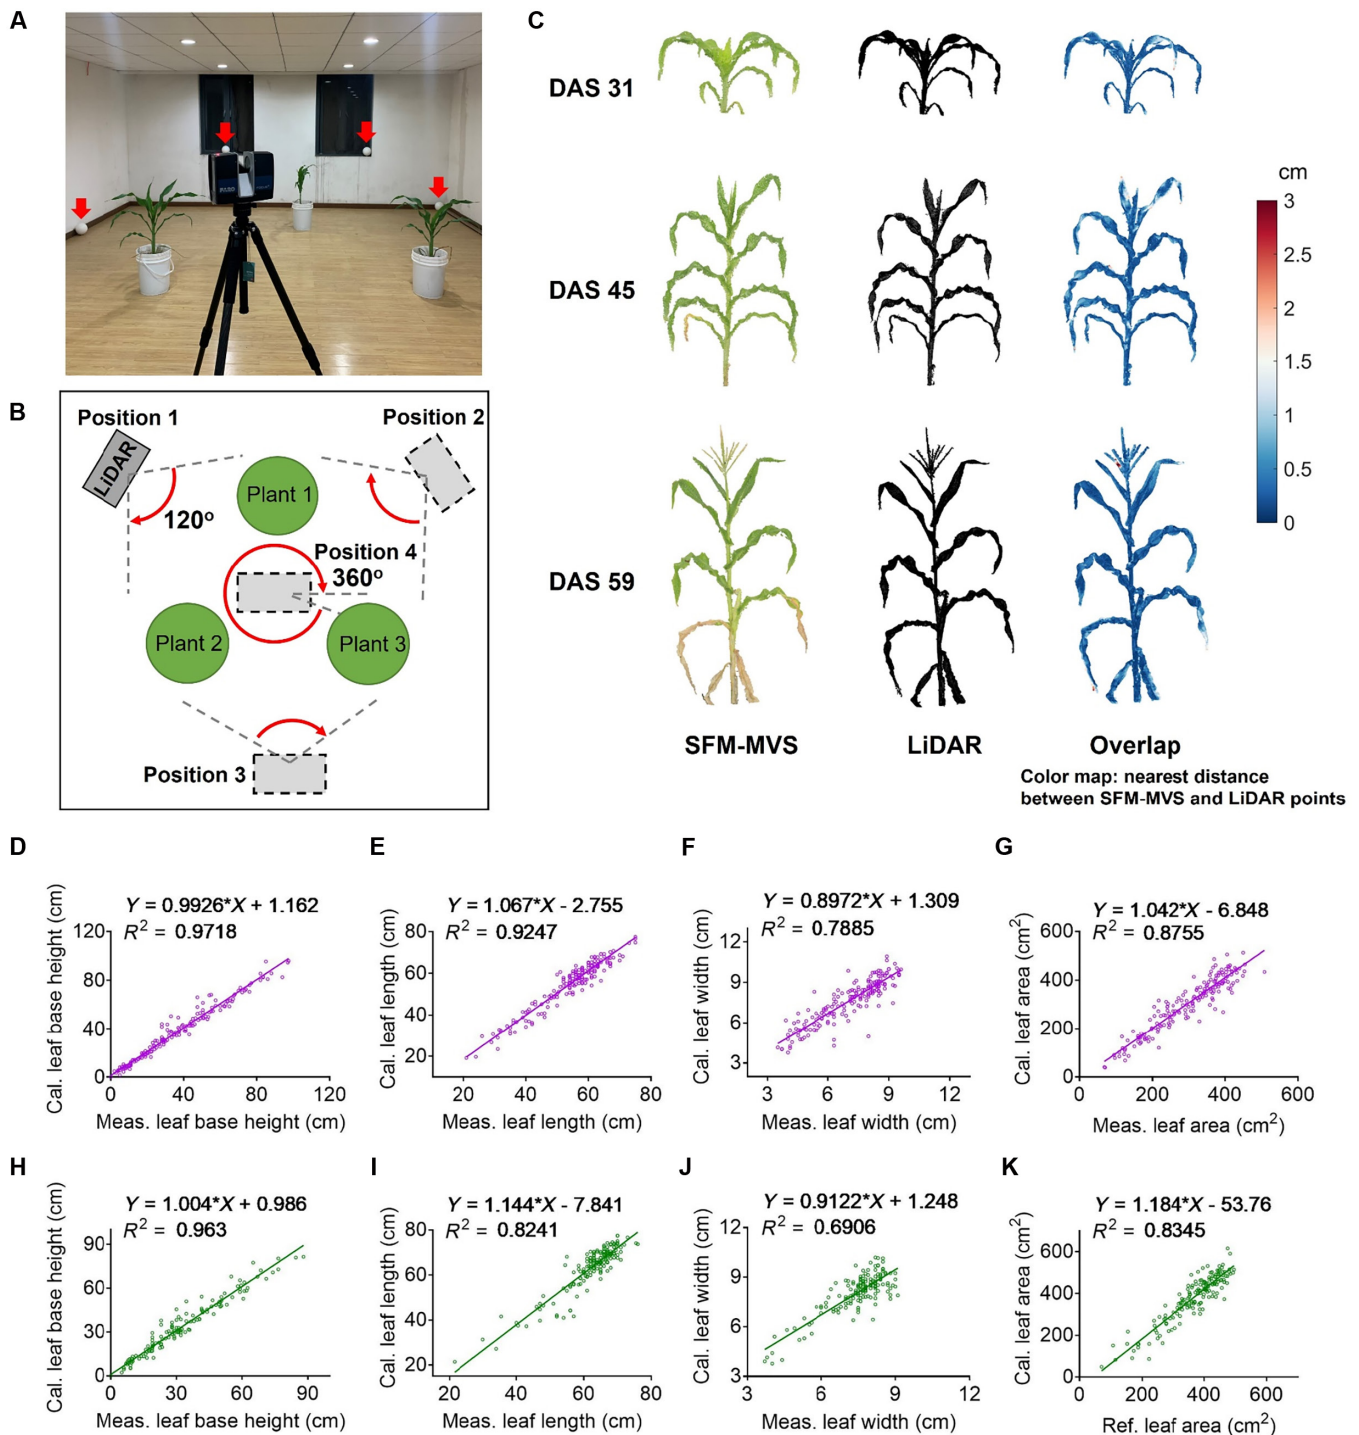 A
C
DAS 31
DAS 45
DAS 59
cm
3
2.5
2
1.5
1
0.5
0
SFM-MVS
LiDAR
Overlap
Color map: nearest distance
between SFM-MVS and LiDAR points
B
Position 1
Position 2
LiDAR
120°
Plant 1
Position 4
360°
Plant 2
Plant 3
Position 3
D
Y = 0.9926*X + 1.162
R² = 0.9718
Cal. leaf base height (cm)
120
80
40
0
0 40 80 120
Meas. leaf base height (cm)
E
Y = 1.067*X - 2.755
R² = 0.9247
Cal. leaf length (cm)
80
60
40
20
20 40 60 80
Meas. leaf length (cm)
F
Y = 0.8972*X + 1.309
R² = 0.7885
Cal. leaf width (cm)
12
9
6
3
3 6 9 12
Meas. leaf width (cm)
G
Y = 1.042*X - 6.848
R² = 0.8755
Cal. leaf area (cm²)
600
400
200
0
0 200 400 600
Meas. leaf area (cm²)
H
Y = 1.004*X + 0.986
R² = 0.963
Cal. leaf base height (cm)
90
60
30
0
0 30 60 90
Meas. leaf base height (cm)
I
Y = 1.144*X - 7.841
R² = 0.8241
Cal. leaf length (cm)
80
60
40
20
20 40 60 80
Meas. leaf length (cm)
J
Y = 0.9122*X + 1.248
R² = 0.6906
Cal. leaf width (cm)
12
9
6
3
3 6 9 12
Meas. leaf width (cm)
K
Y = 1.184*X - 53.76
R² = 0.8345
Cal. leaf area (cm²)
600
400
200
0
0 200 400 600
Ref. leaf area (cm²)